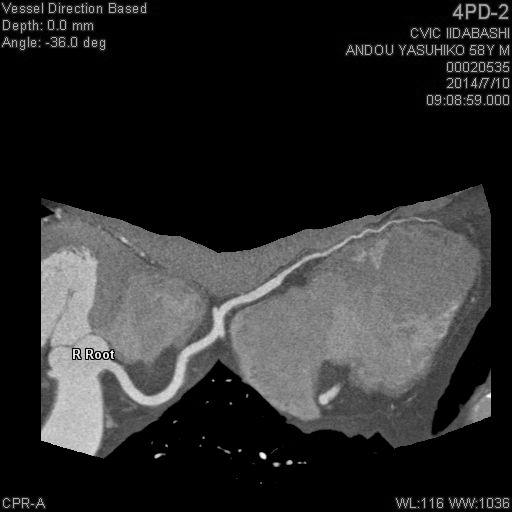 Vessel Direction Based
Depth: 0.0 mm
Angle: -36.0 deg
4PD-2
CVIC IIDABASHI
ANDOU YASUHIKO 58Y M
00020535
2014/7/10
09:08:59.000
R Root
CPR-A
WL:116 WW:1036